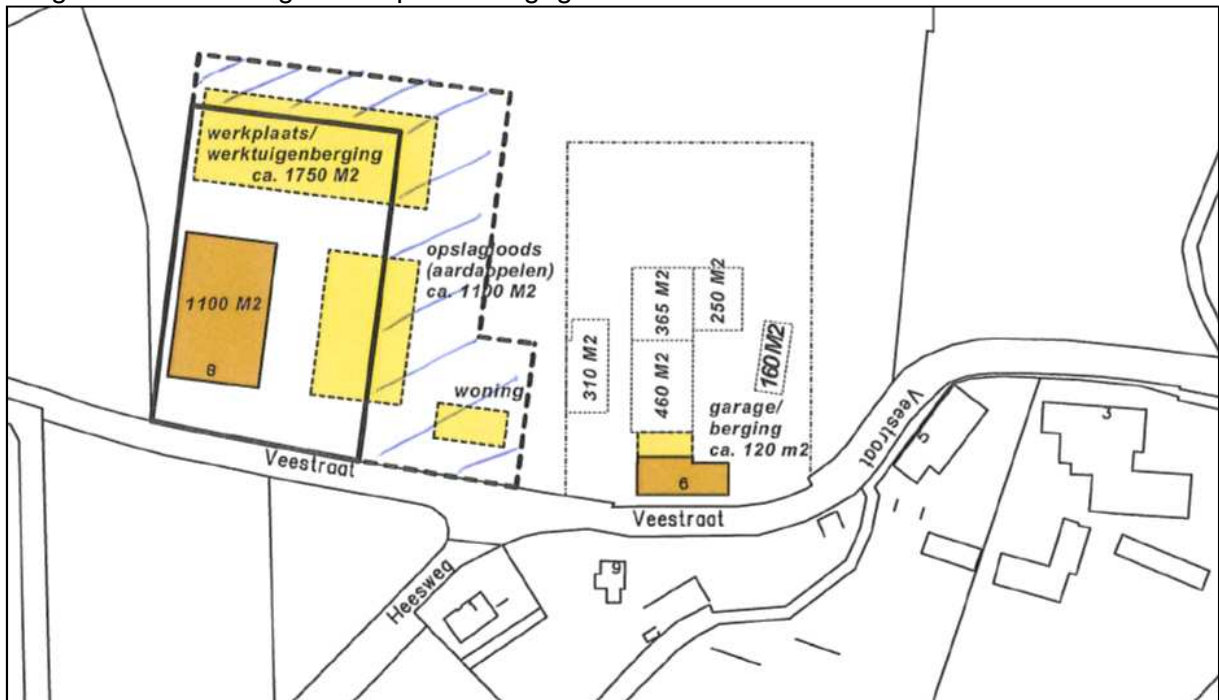 werkplaats/
werktuigenberging
ca. 1750 M2
opslagloods
(aardappelen)
ca. 1100 M2
1100 M2
8
woning
Veestraat
310 M2
365 M2
460 M2
250 M2
160M2
garage/
berging
ca. 120 m2
6
Veestraat
Veestraat
5
3
Heesweg
1
9